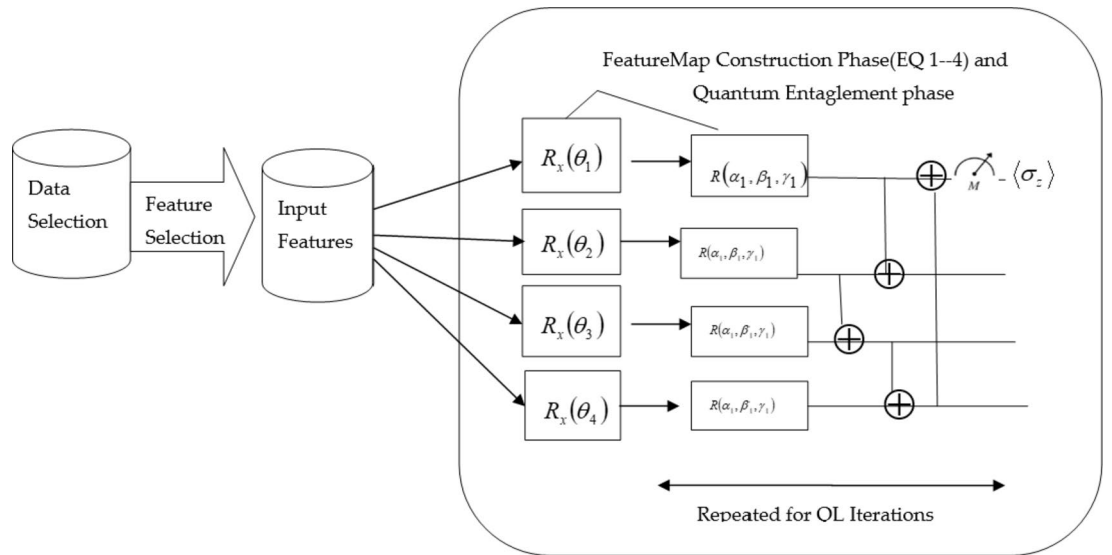 FeatureMap Construction Phase(EQ 1--4) and
Quantum Entaglement phase
Data
Selection
Feature
Selection
Input
Features
R_x(θ_1)
R(α_1, β_1, γ_1)
M
⟨σ_z⟩
R_x(θ_2)
R(α_1, β_1, γ_1)
R_x(θ_3)
R(α_1, β_1, γ_1)
R_x(θ_4)
R(α_1, β_1, γ_1)
Repeated for QL Iterations